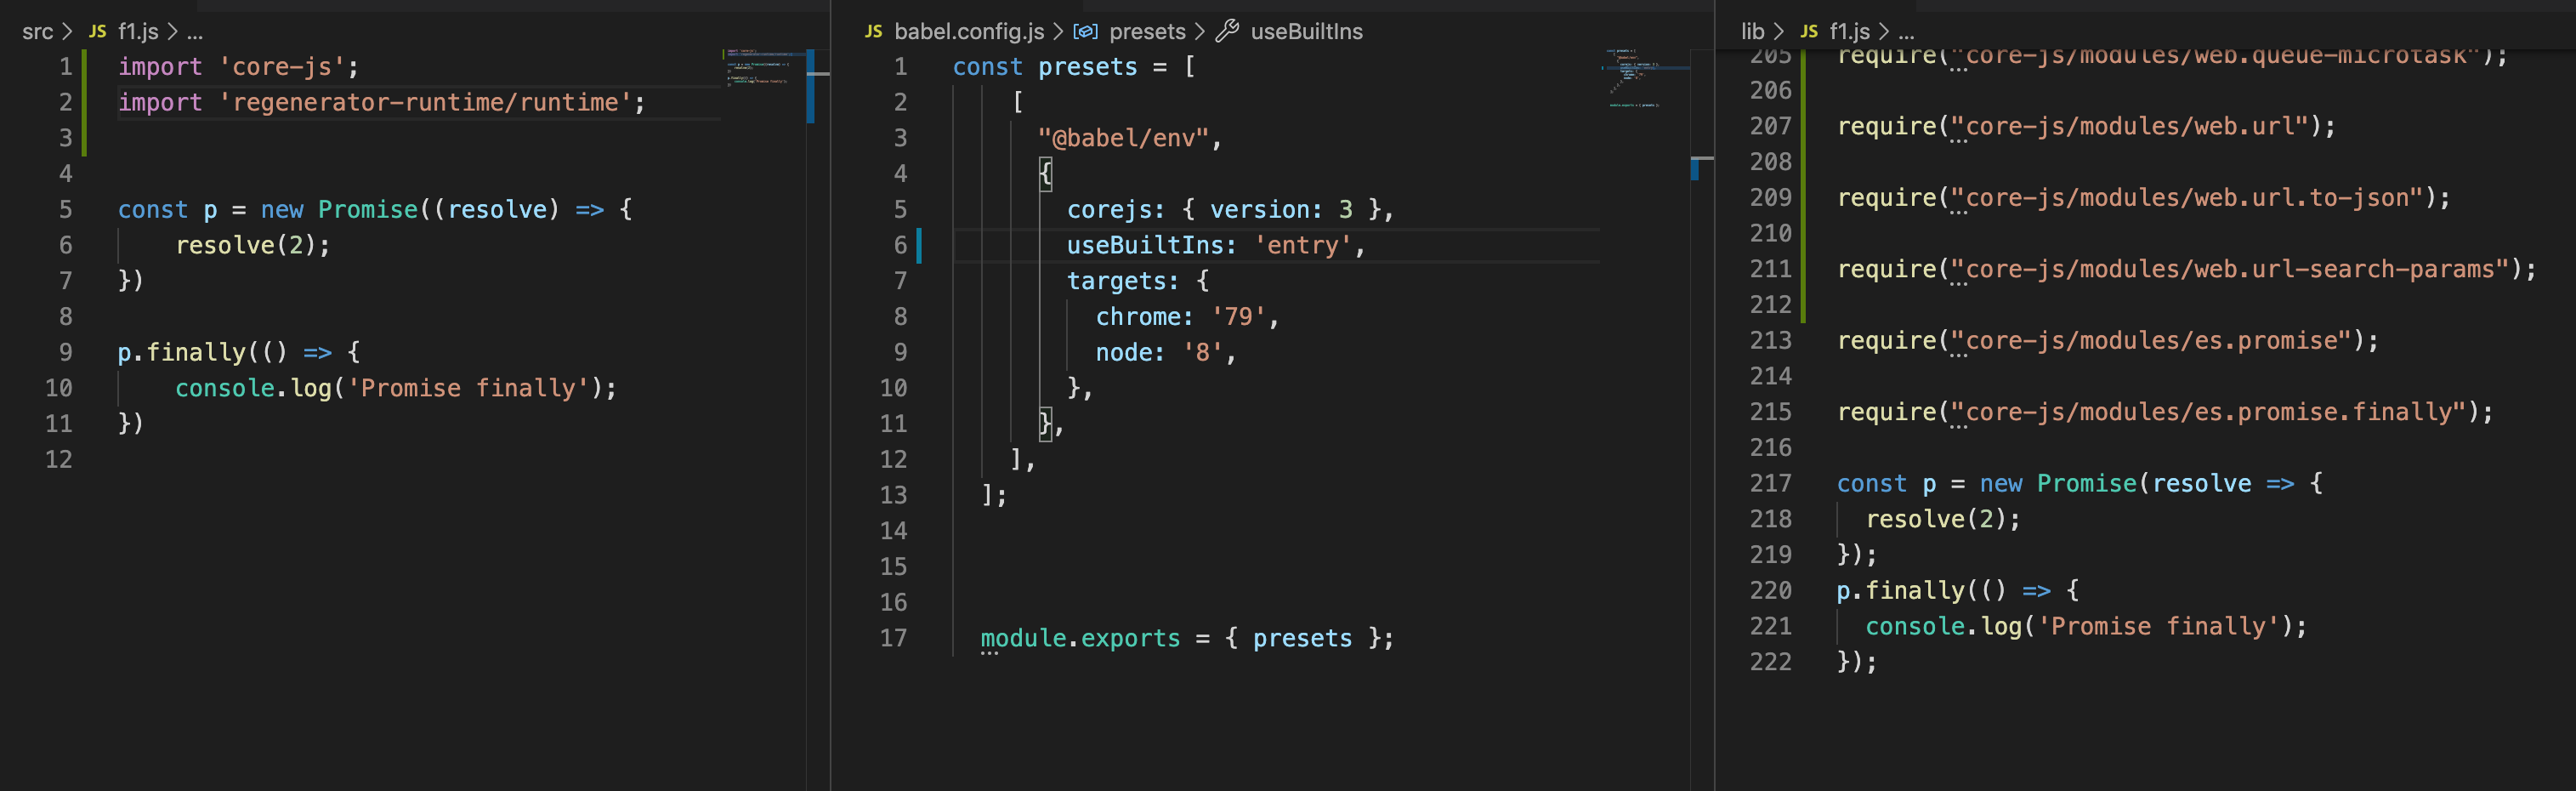 src > JS f1.js > ...
1 import 'core-js';
2 import 'regenerator-runtime/runtime';
3
4
5 const p = new Promise((resolve) => {
6     resolve(2);
7 })
8
9 p.finally(() => {
10     console.log('Promise finally');
11 })
12
JS babel.config.js > presets > useBuiltIns
1 const presets = [
2     [
3       "@babel/env",
4       {
5         corejs: { version: 3 },
6         useBuiltIns: 'entry',
7         targets: {
8           chrome: '79',
9           node: '8',
10         },
11       },
12     ],
13   ];
14
15
16
17   module.exports = { presets };
lib > JS f1.js > ...
205 require("core-js/modules/web.queue-microtask");
206
207 require("core-js/modules/web.url");
208
209 require("core-js/modules/web.url.to-json");
210
211 require("core-js/modules/web.url-search-params");
212
213 require("core-js/modules/es.promise");
214
215 require("core-js/modules/es.promise.finally");
216
217 const p = new Promise(resolve => {
218   resolve(2);
219 });
220 p.finally(() => {
221   console.log('Promise finally');
222 });